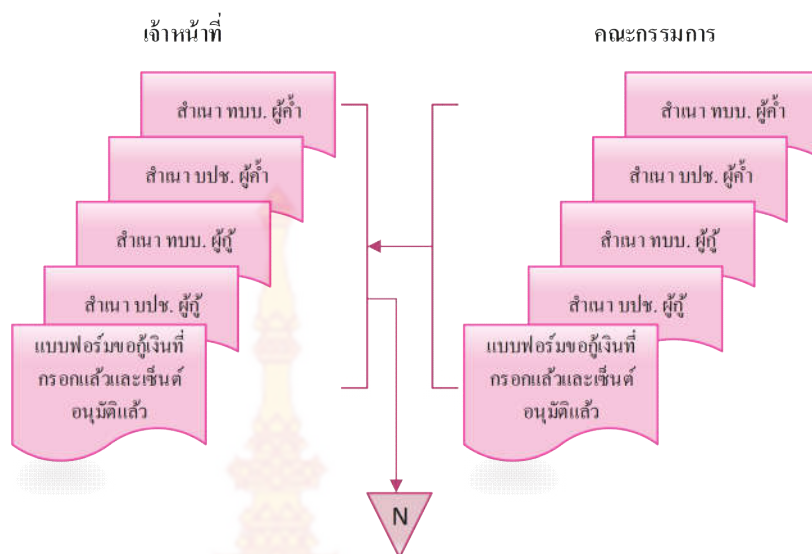 เจ้าหน้าที่
คณะกรรมการ
สำเนา ทบบ. ผู้ค้ำ
สำเนา บปช. ผู้ค้ำ
สำเนา ทบบ. ผู้กู้
สำเนา บปช. ผู้กู้
แบบฟอร์มขอกู้เงินที่
กรอกแล้วและเซ็นต์
อนุมัติแล้ว
สำเนา ทบบ. ผู้ค้ำ
สำเนา บปช. ผู้ค้ำ
สำเนา ทบบ. ผู้กู้
สำเนา บปช. ผู้กู้
แบบฟอร์มขอกู้เงินที่
กรอกแล้วและเซ็นต์
อนุมัติแล้ว
N